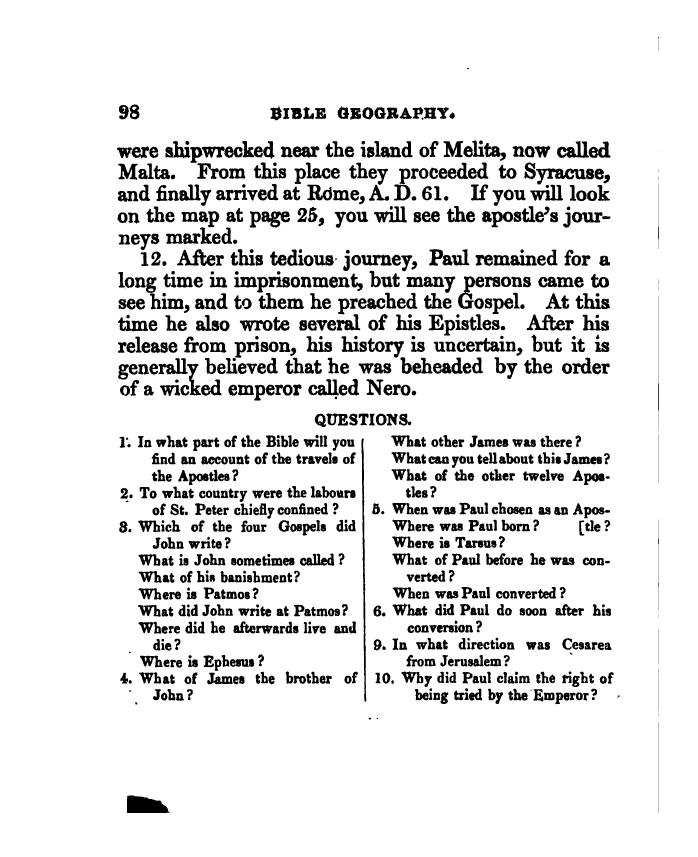 98 BIBLE GEOGRAPHY.
were shipwrecked near the island of Melita, now called
Malta. From this place they proceeded to Syracuse,
and finally arrived at Rome, A. D. 61. If you will look
on the map at page 25, you will see the apostle's jour-
neys marked.
12. After this tedious journey, Paul remained for a
long time in imprisonment, but many persons came to
see him, and to them he preached the Gospel. At this
time he also wrote several of his Epistles. After his
release from prison, his history is uncertain, but it is
generally believed that he was beheaded by the order
of a wicked emperor called Nero.
QUESTIONS.
1. In what part of the Bible will you
find an account of the travels of
the Apostles?
2. To what country were the labours
of St. Peter chiefly confined?
3. Which of the four Gospels did
John write?
What is John sometimes called?
What of his banishment?
Where is Patmos?
What did John write at Patmos?
Where did he afterwards live and
die?
Where is Ephesus?
4. What of James the brother of
John?
What other James was there?
What can you tell about this James?
What of the other twelve Apos-
tles?
5. When was Paul chosen as an Apos-
Where was Paul born? [tle?
Where is Tarsus?
What of Paul before he was con-
verted?
When was Paul converted?
6. What did Paul do soon after his
conversion?
9. In what direction was Cesarea
from Jerusalem?
10. Why did Paul claim the right of
being tried by the Emperor?